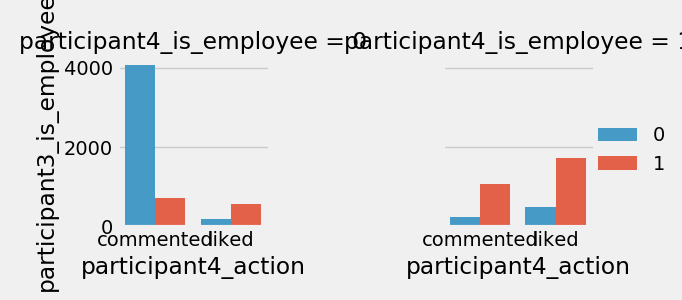 participant4_is_employee = 0
participant4_is_employee = 1
participant3_is_employee
4000
2000
0
commented
liked
commented
liked
participant4_action
participant4_action
0
1